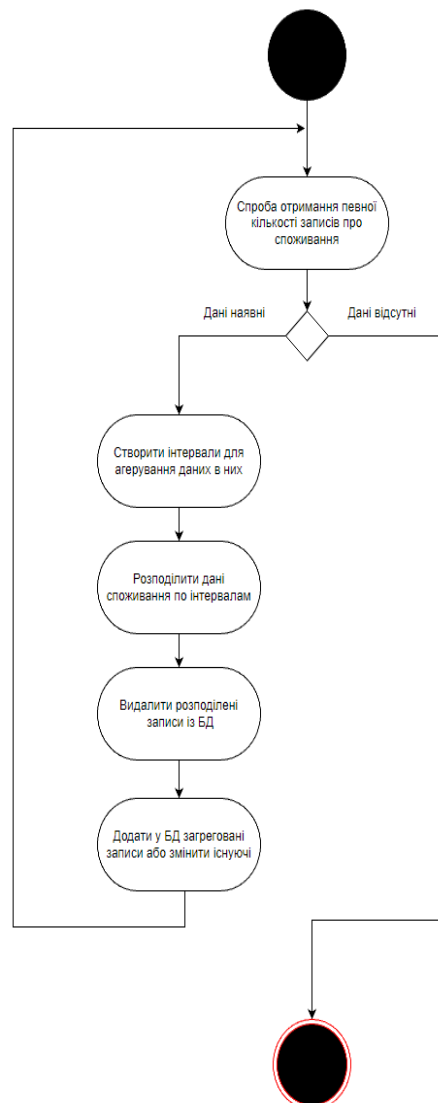 Спроба отримання певної
кількості записів про
споживання
Дані наявні
Дані відсутні
Створити інтервали для
агерування даних в них
Розподілити дані
споживання по інтервалам
Видалити розподілені
записи із БД
Додати у БД загреговані
записи або змінити існуючі